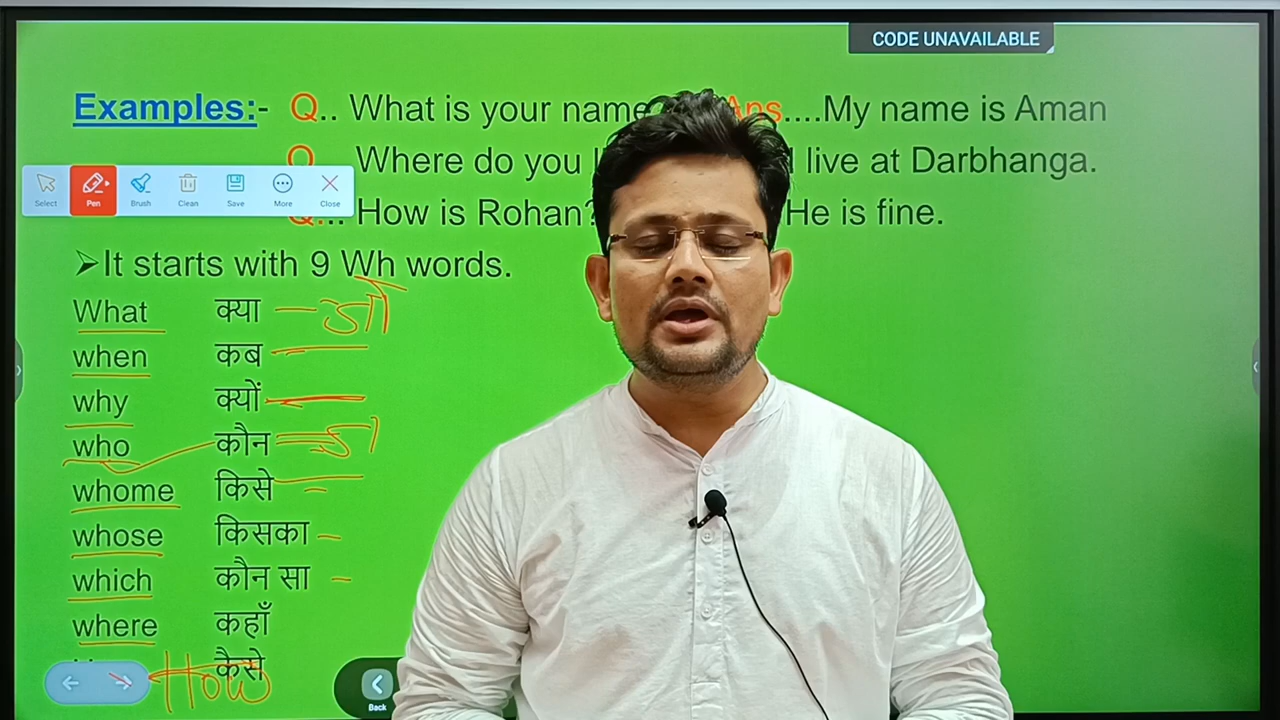 CODE UNAVAILABLE
Examples:- Q.. What is your name Ans....My name is Aman
Q Where do you I live at Darbhanga.
Q... How is Rohan? He is fine.
Select Pen Brush Clean Save More Close
➤It starts with 9 Wh words.
What क्या – जो
when कब
why क्यों
who कौन जो
whome किसे
whose किसका
which कौन सा
where कहाँ
How कैसे
Back